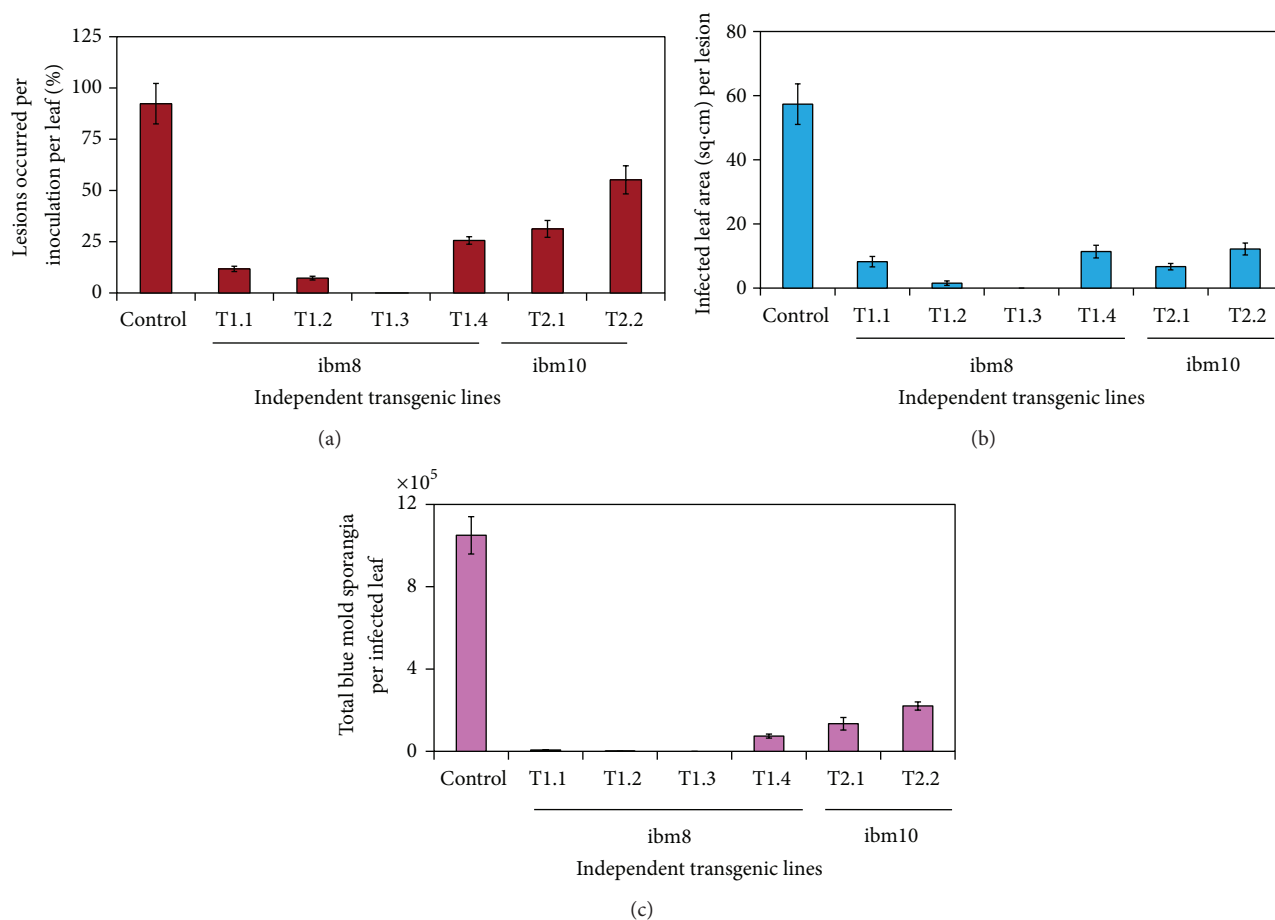 Lesions occurred per
inoculation per leaf (%)
125
100
75
50
25
0
Control T1.1 T1.2 T1.3 T1.4 T2.1 T2.2
ibm8 ibm10
Independent transgenic lines
(a)
Infected leaf area (sq·cm) per lesion
80
60
40
20
0
Control T1.1 T1.2 T1.3 T1.4 T2.1 T2.2
ibm8 ibm10
Independent transgenic lines
(b)
Total blue mold sporangia
per infected leaf
×10⁵
12
8
4
0
Control T1.1 T1.2 T1.3 T1.4 T2.1 T2.2
ibm8 ibm10
Independent transgenic lines
(c)